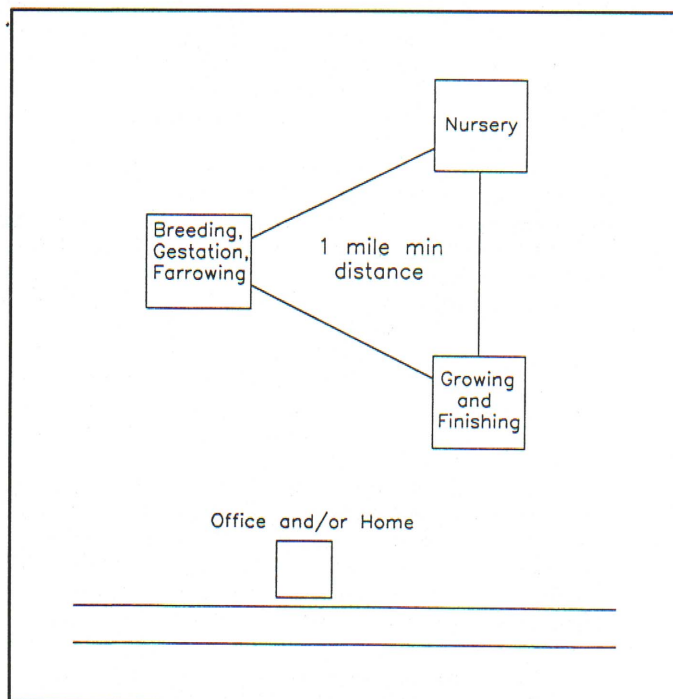 Nursery
Breeding,
Gestation,
Farrowing
1 mile min
distance
Growing
and
Finishing
Office and/or Home